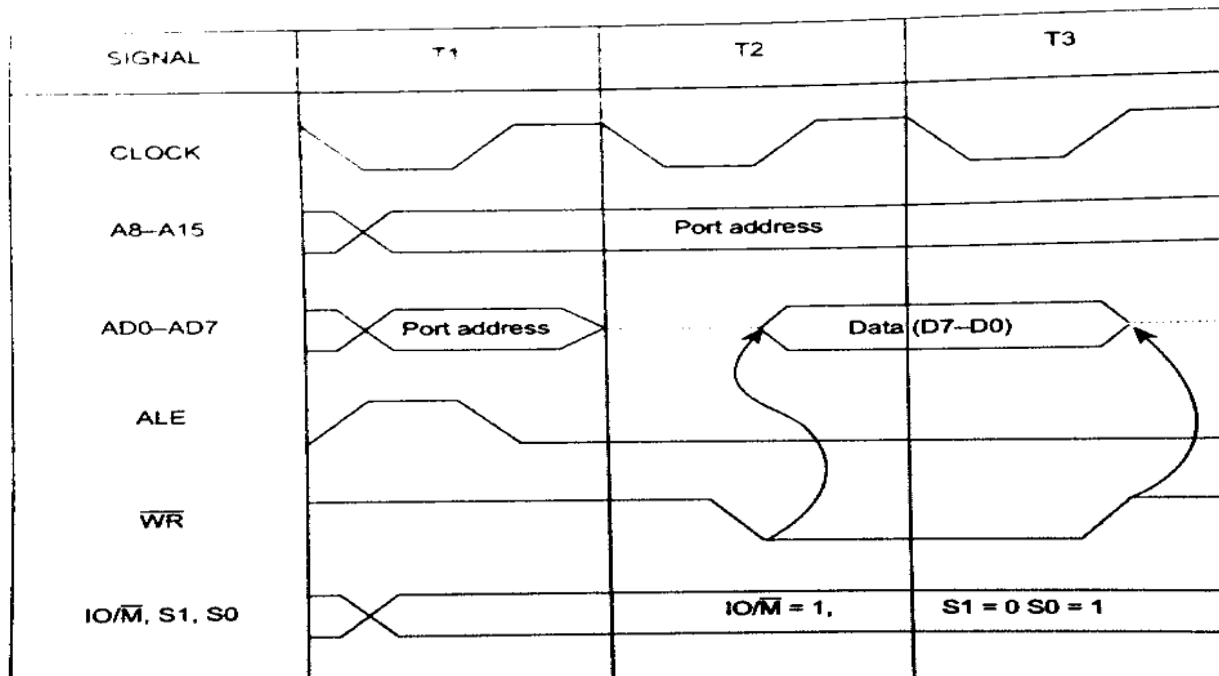 SIGNAL T1 T2 T3
CLOCK
A8–A15 Port address
AD0–AD7 Port address Data (D7–D0)
ALE
W̅R̅
IO/M̅, S1, S0 IO/M̅ = 1, S1 = 0 S0 = 1